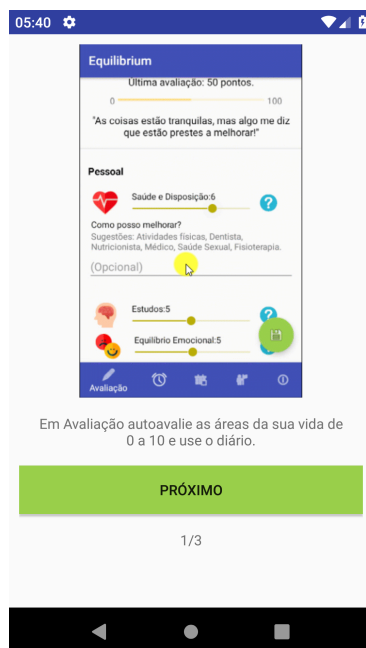 05:40
Equilibrium
Última avaliação: 50 pontos.
0 100
"As coisas estão tranquilas, mas algo me diz
que estão prestes a melhorar!"
Pessoal
Saúde e Disposição:6
?
Como posso melhorar?
Sugestões: Atividades físicas, Dentista,
Nutricionista, Médico, Saúde Sexual, Fisioterapia.
(Opcional)
Estudos:5
?
Equilíbrio Emocional:5
Avaliação
Em Avaliação autoavalie as áreas da sua vida de
0 a 10 e use o diário.
PRÓXIMO
1/3